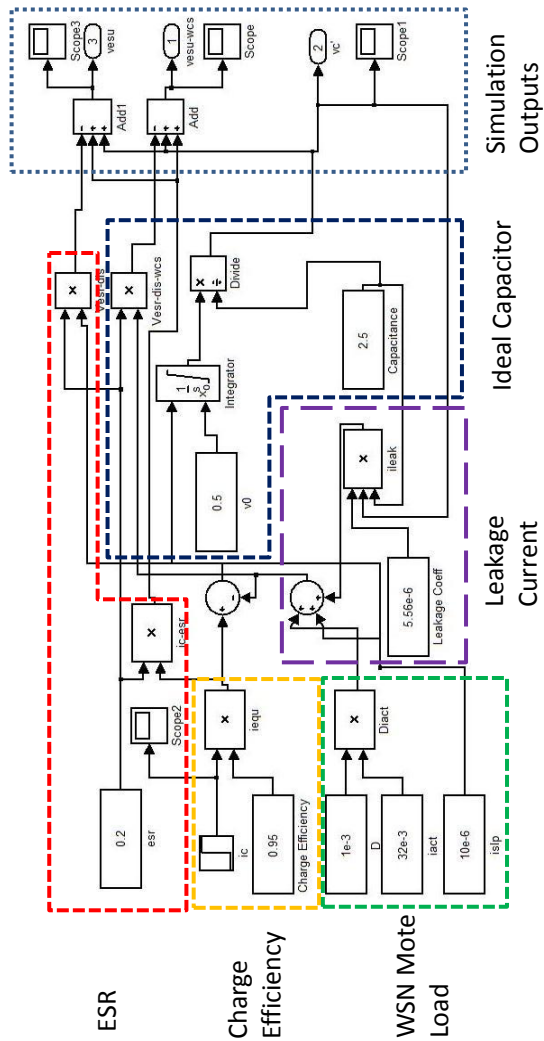 ESR
Charge
Efficiency
WSN Mote
Load
0.2
esr
Scope2
×
ic-esr
ic
0.95
Charge Efficiency
×
iequ
1e-3
D
32e-3
iact
10e-6
islp
×
Diact
+
-
+
+
-
5.56e-6
Leakage Coeff
×
ileak
Leakage
Current
0.5
v0
1
s
xo
Integrator
×
÷
Divide
2.5
Capacitance
Ideal Capacitor
×
Vesr-dis
×
Vesr-dis-wcs
-
+
+
Add1
-
+
+
Add
Scope3
3
vesu
1
vesu-wcs
Scope
2
vc'
Scope1
Simulation
Outputs